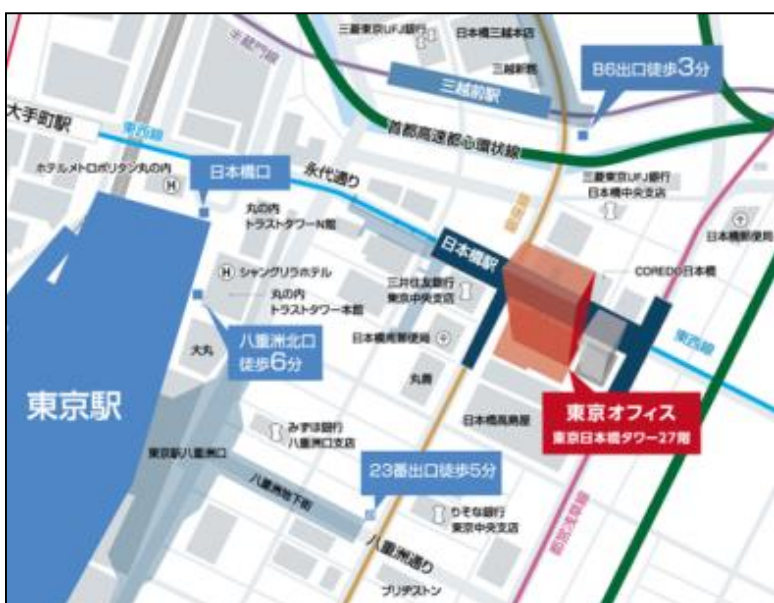 三菱東京UFJ銀行
日本橋三越本店
三越新館
B6出口徒歩3分
半蔵門線
三越前駅
大手町駅
東西線
首都高速都心環状線
ホテルメトロポリタン丸の内
日本橋口
永代通り
三菱東京UFJ銀行
日本橋中央支店
銀座線
丸の内
トラストタワーN館
日本橋駅
日本橋郵便局
シャングリラホテル
COREDO日本橋
三井住友銀行
東京中央支店
丸の内
トラストタワー本館
八重洲北口
徒歩6分
大丸
日本橋南郵便局
東西線
丸善
東京駅
東京オフィス
東京日本橋タワー27階
日本橋髙島屋
みずほ銀行
八重洲口支店
東京駅八重洲口
23番出口徒歩5分
八重洲地下街
りそな銀行
東京中央支店
都営浅草線
八重洲通り
ブリヂストン